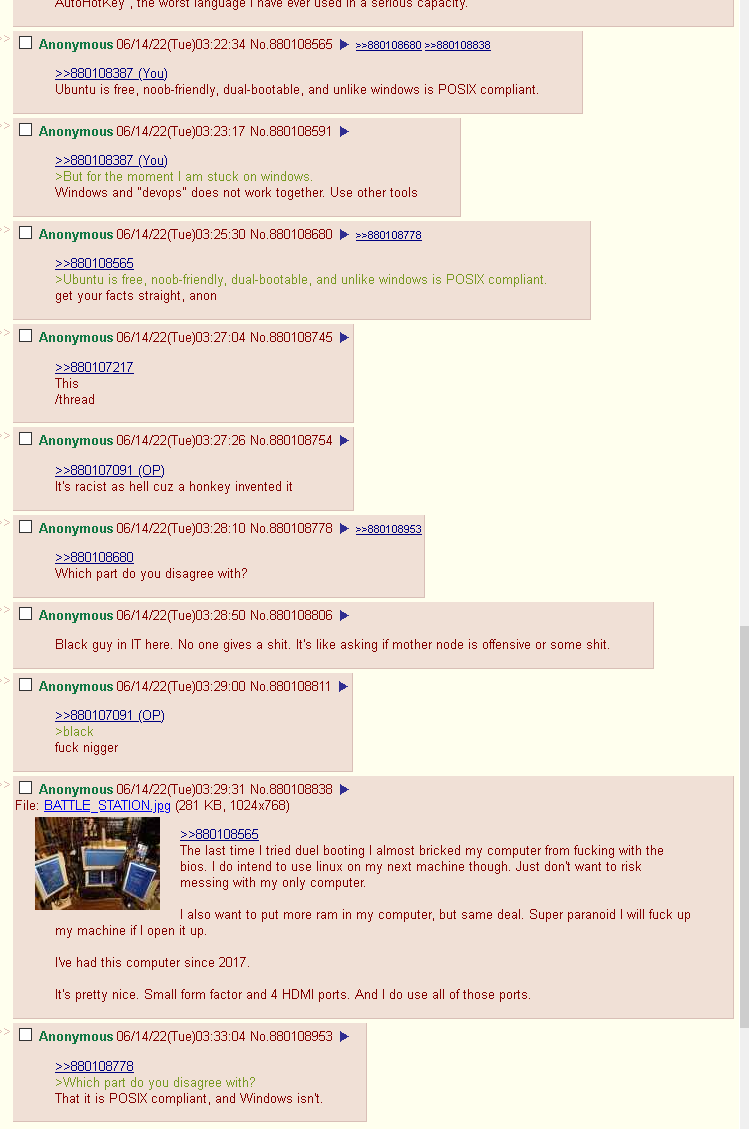 AutoHotKey , the worst language I have ever used in a serious capacity.
>> Anonymous 06/14/22(Tue)03:22:34 No.880108565 ▶ >>880108680 >>880108838
>>880108387 (You)
Ubuntu is free, noob-friendly, dual-bootable, and unlike windows is POSIX compliant.
>> Anonymous 06/14/22(Tue)03:23:17 No.880108591 ▶
>>880108387 (You)
>But for the moment I am stuck on windows.
Windows and "devops" does not work together. Use other tools
>> Anonymous 06/14/22(Tue)03:25:30 No.880108680 ▶ >>880108778
>>880108565
>Ubuntu is free, noob-friendly, dual-bootable, and unlike windows is POSIX compliant.
get your facts straight, anon
>> Anonymous 06/14/22(Tue)03:27:04 No.880108745 ▶
>>880107217
This
/thread
>> Anonymous 06/14/22(Tue)03:27:26 No.880108754 ▶
>>880107091 (OP)
It's racist as hell cuz a honkey invented it
>> Anonymous 06/14/22(Tue)03:28:10 No.880108778 ▶ >>880108953
>>880108680
Which part do you disagree with?
>> Anonymous 06/14/22(Tue)03:28:50 No.880108806 ▶
Black guy in IT here. No one gives a shit. It's like asking if mother node is offensive or some shit.
>> Anonymous 06/14/22(Tue)03:29:00 No.880108811 ▶
>>880107091 (OP)
>black
fuck nigger
>> Anonymous 06/14/22(Tue)03:29:31 No.880108838 ▶
File: BATTLE_STATION.jpg (281 KB, 1024x768)
>>880108565
The last time I tried duel booting I almost bricked my computer from fucking with the
bios. I do intend to use linux on my next machine though. Just don't want to risk
messing with my only computer.
I also want to put more ram in my computer, but same deal. Super paranoid I will fuck up
my machine if I open it up.
I've had this computer since 2017.
It's pretty nice. Small form factor and 4 HDMI ports. And I do use all of those ports.
>> Anonymous 06/14/22(Tue)03:33:04 No.880108953 ▶
>>880108778
>Which part do you disagree with?
That it is POSIX compliant, and Windows isn't.